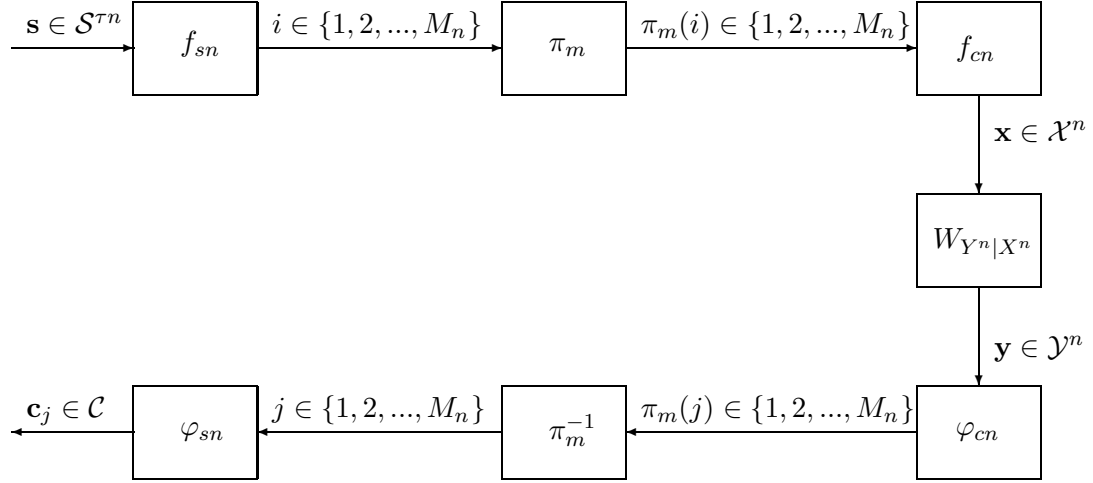 s ∈ 𝒮^{τn}
f_{sn}
i ∈ {1, 2, ..., M_n}
π_m
π_m(i) ∈ {1, 2, ..., M_n}
f_{cn}
x ∈ 𝒳^n
W_{Y^n|X^n}
y ∈ 𝒴^n
c_j ∈ 𝒞
φ_{sn}
j ∈ {1, 2, ..., M_n}
π_m^{-1}
π_m(j) ∈ {1, 2, ..., M_n}
φ_{cn}